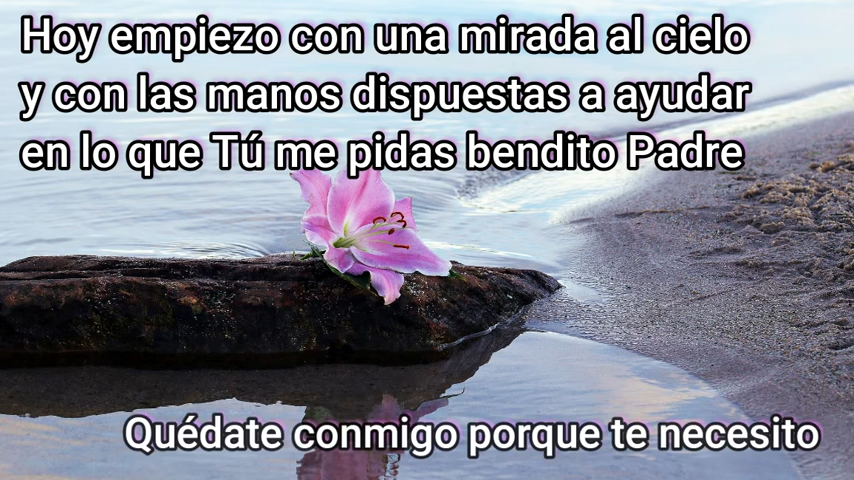 Hoy empiezo con una mirada al cielo
y con las manos dispuestas a ayudar
en lo que Tú me pidas bendito Padre
Quédate conmigo porque te necesito